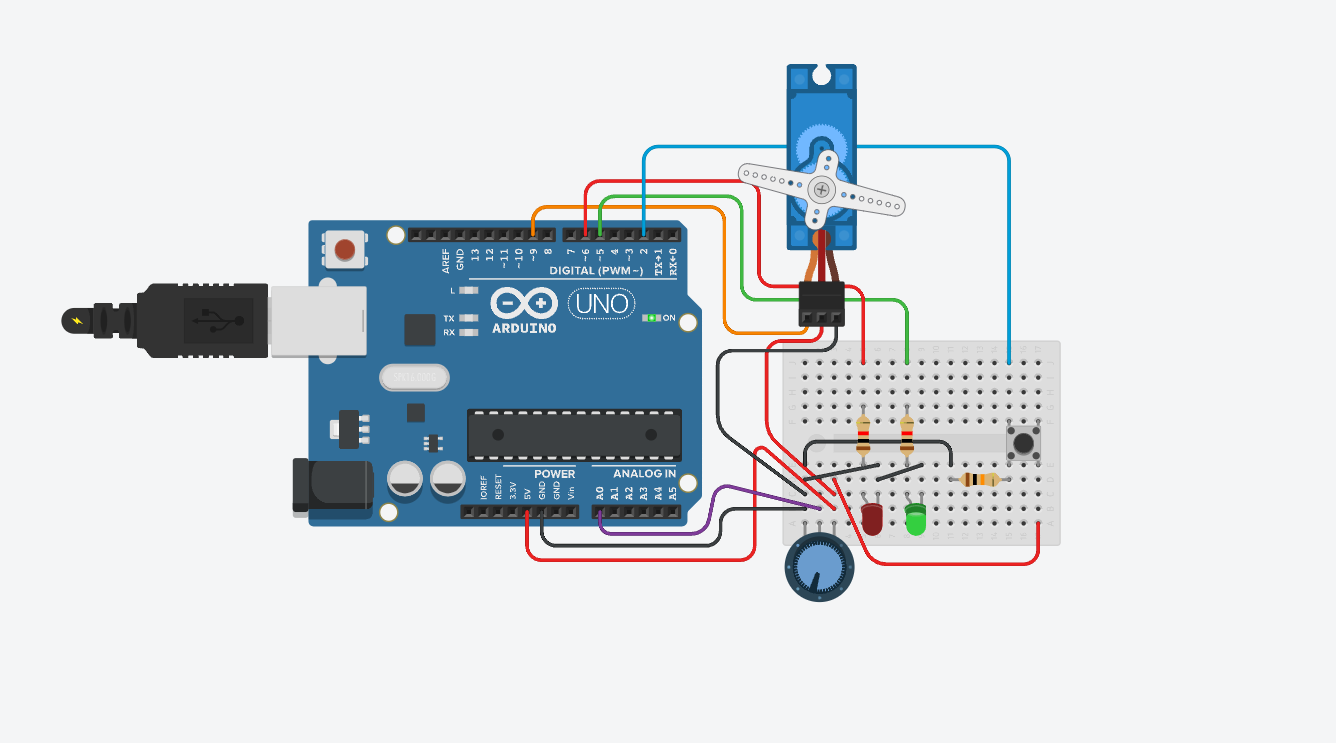 AREF
GND
13
12
~11
~10
~9
8
7
~6
~5
4
~3
2
TX→1
RX←0
DIGITAL (PWM~)
L
TX
RX
ARDUINO
UNO
ON
POWER
ANALOG IN
IOREF
RESET
3.3V
5V
GND
GND
Vin
A0
A1
A2
A3
A4
A5